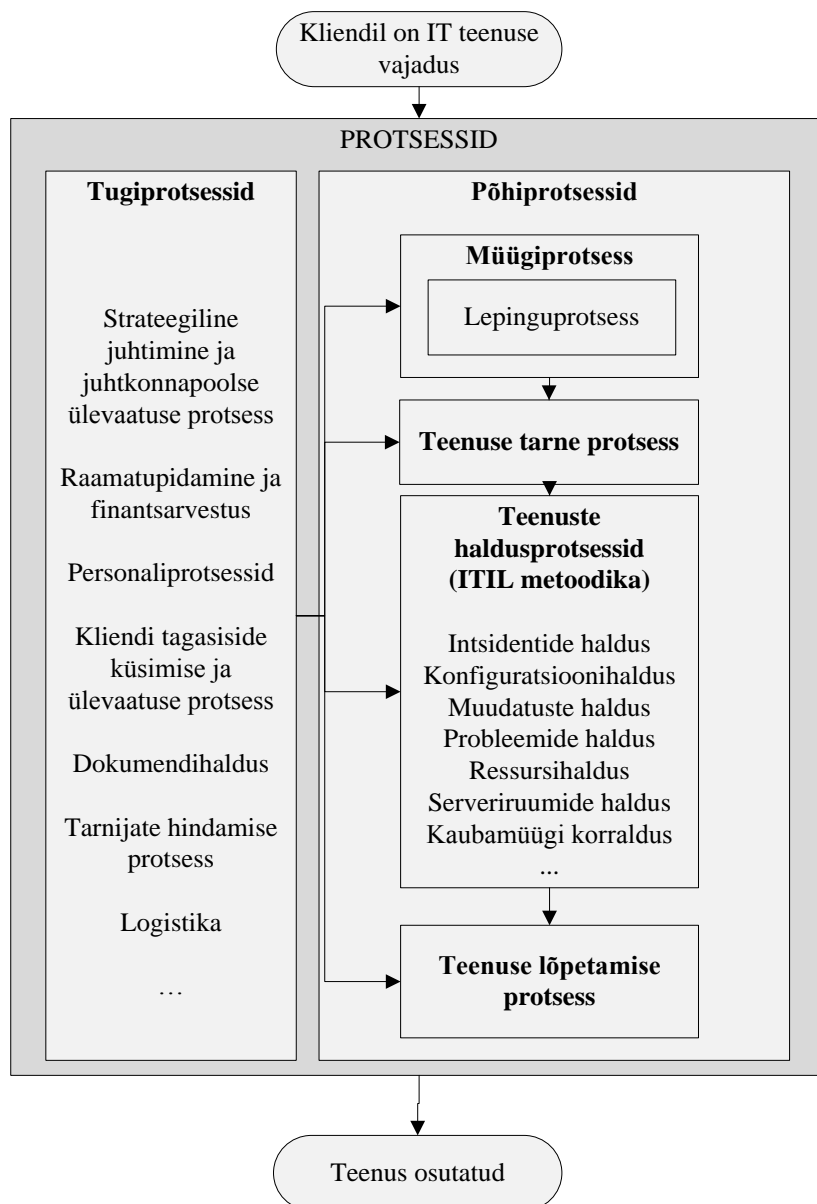 Kliendil on IT teenuse
vajadus
PROTSESSID
Tugiprotsessid
Strateegiline
juhtimine ja
juhtkonnapoolse
ülevaatuse protsess
Raamatupidamine ja
finantsarvestus
Personaliprotsessid
Kliendi tagasiside
küsimise ja
ülevaatuse protsess
Dokumendihaldus
Tarnijate hindamise
protsess
Logistika
…
Põhiprotsessid
Müügiprotsess
Lepinguprotsess
Teenuse tarne protsess
Teenuste
haldusprotsessid
(ITIL metoodika)
Intsidentide haldus
Konfiguratsioonihaldus
Muudatuste haldus
Probleemide haldus
Ressursihaldus
Serveriruumide haldus
Kaubamüügi korraldus
...
Teenuse lõpetamise
protsess
Teenus osutatud